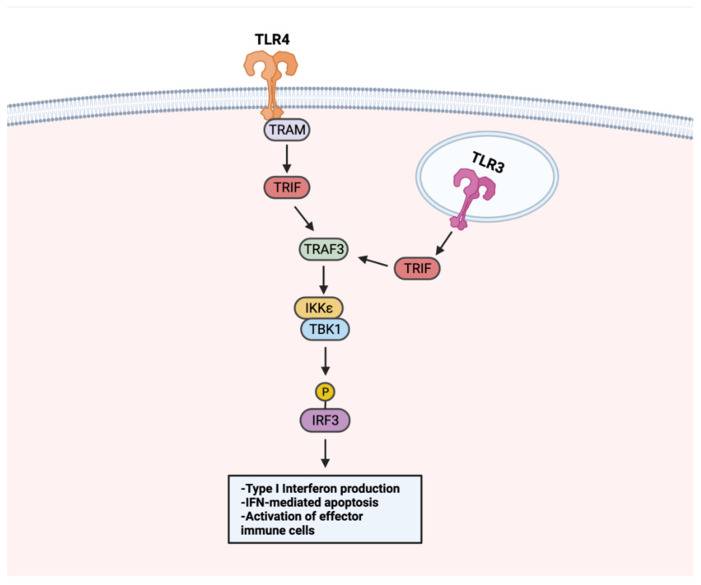 TLR4
TRAM
TLR3
TRIF
TRAF3
TRIF
IKKε
TBK1
P
IRF3
-Type I Interferon production
-IFN-mediated apoptosis
-Activation of effector
immune cells